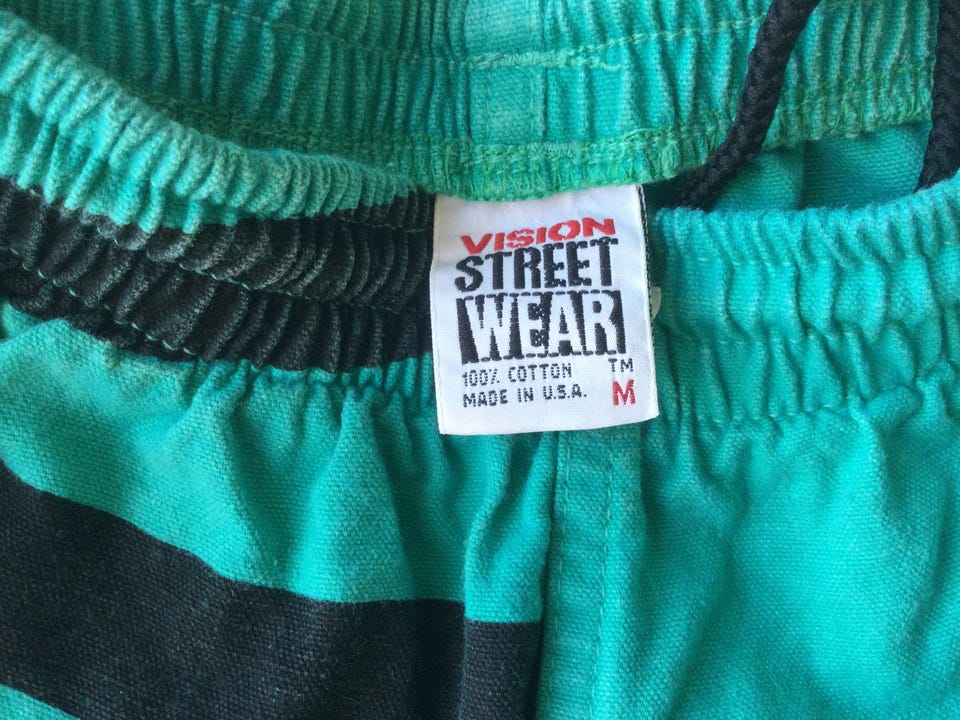 VISION
STREET
WEAR
100% COTTON TM
MADE IN U.S.A. M